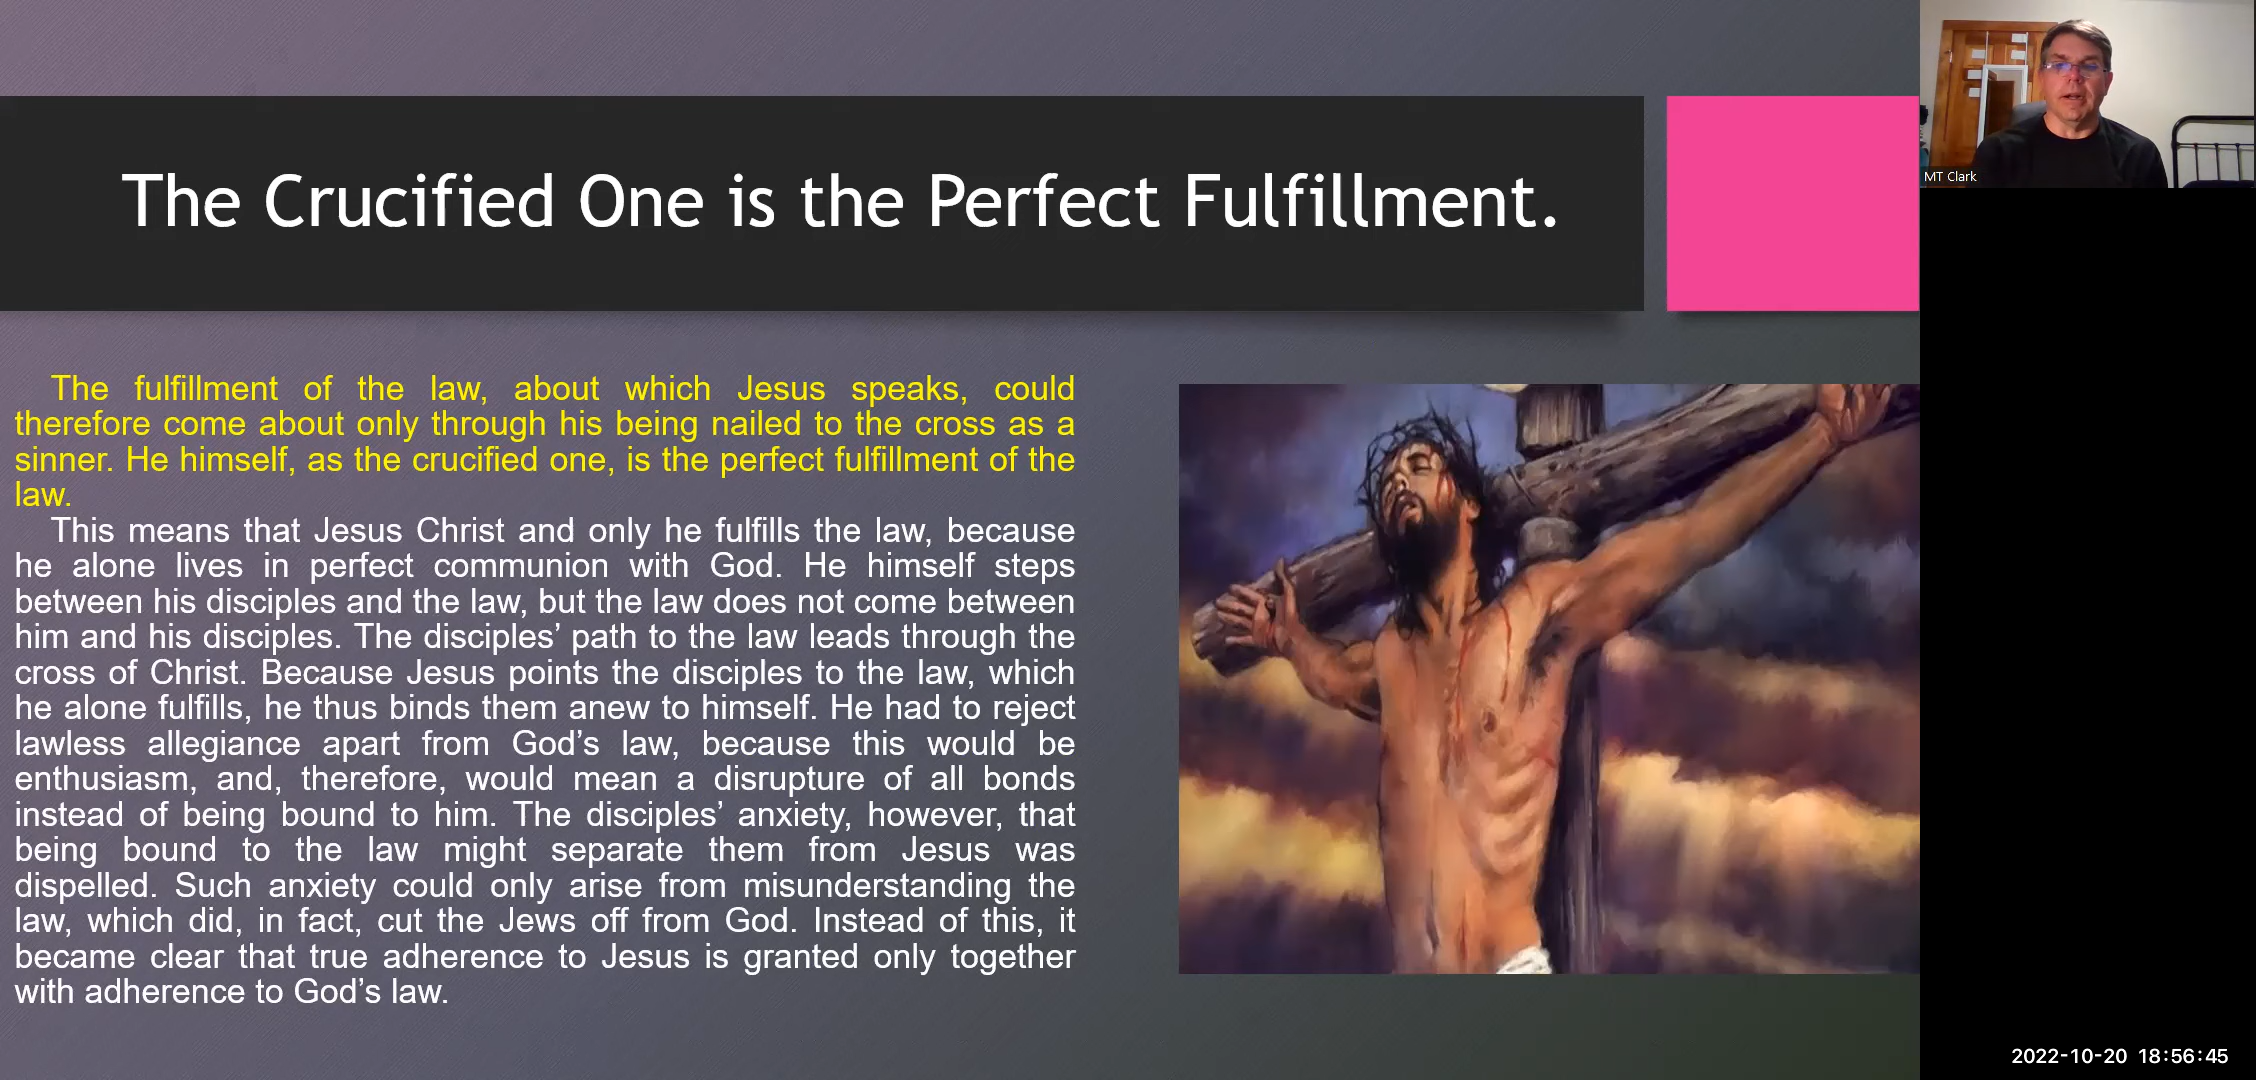 The Crucified One is the Perfect Fulfillment.
The fulfillment of the law, about which Jesus speaks, could
therefore come about only through his being nailed to the cross as a
sinner. He himself, as the crucified one, is the perfect fulfillment of the
law.
This means that Jesus Christ and only he fulfills the law, because
he alone lives in perfect communion with God. He himself steps
between his disciples and the law, but the law does not come between
him and his disciples. The disciples’ path to the law leads through the
cross of Christ. Because Jesus points the disciples to the law, which
he alone fulfills, he thus binds them anew to himself. He had to reject
lawless allegiance apart from God’s law, because this would be
enthusiasm, and, therefore, would mean a disrupture of all bonds
instead of being bound to him. The disciples’ anxiety, however, that
being bound to the law might separate them from Jesus was
dispelled. Such anxiety could only arise from misunderstanding the
law, which did, in fact, cut the Jews off from God. Instead of this, it
became clear that true adherence to Jesus is granted only together
with adherence to God’s law.
MT Clark
2022-10-20 18:56:45